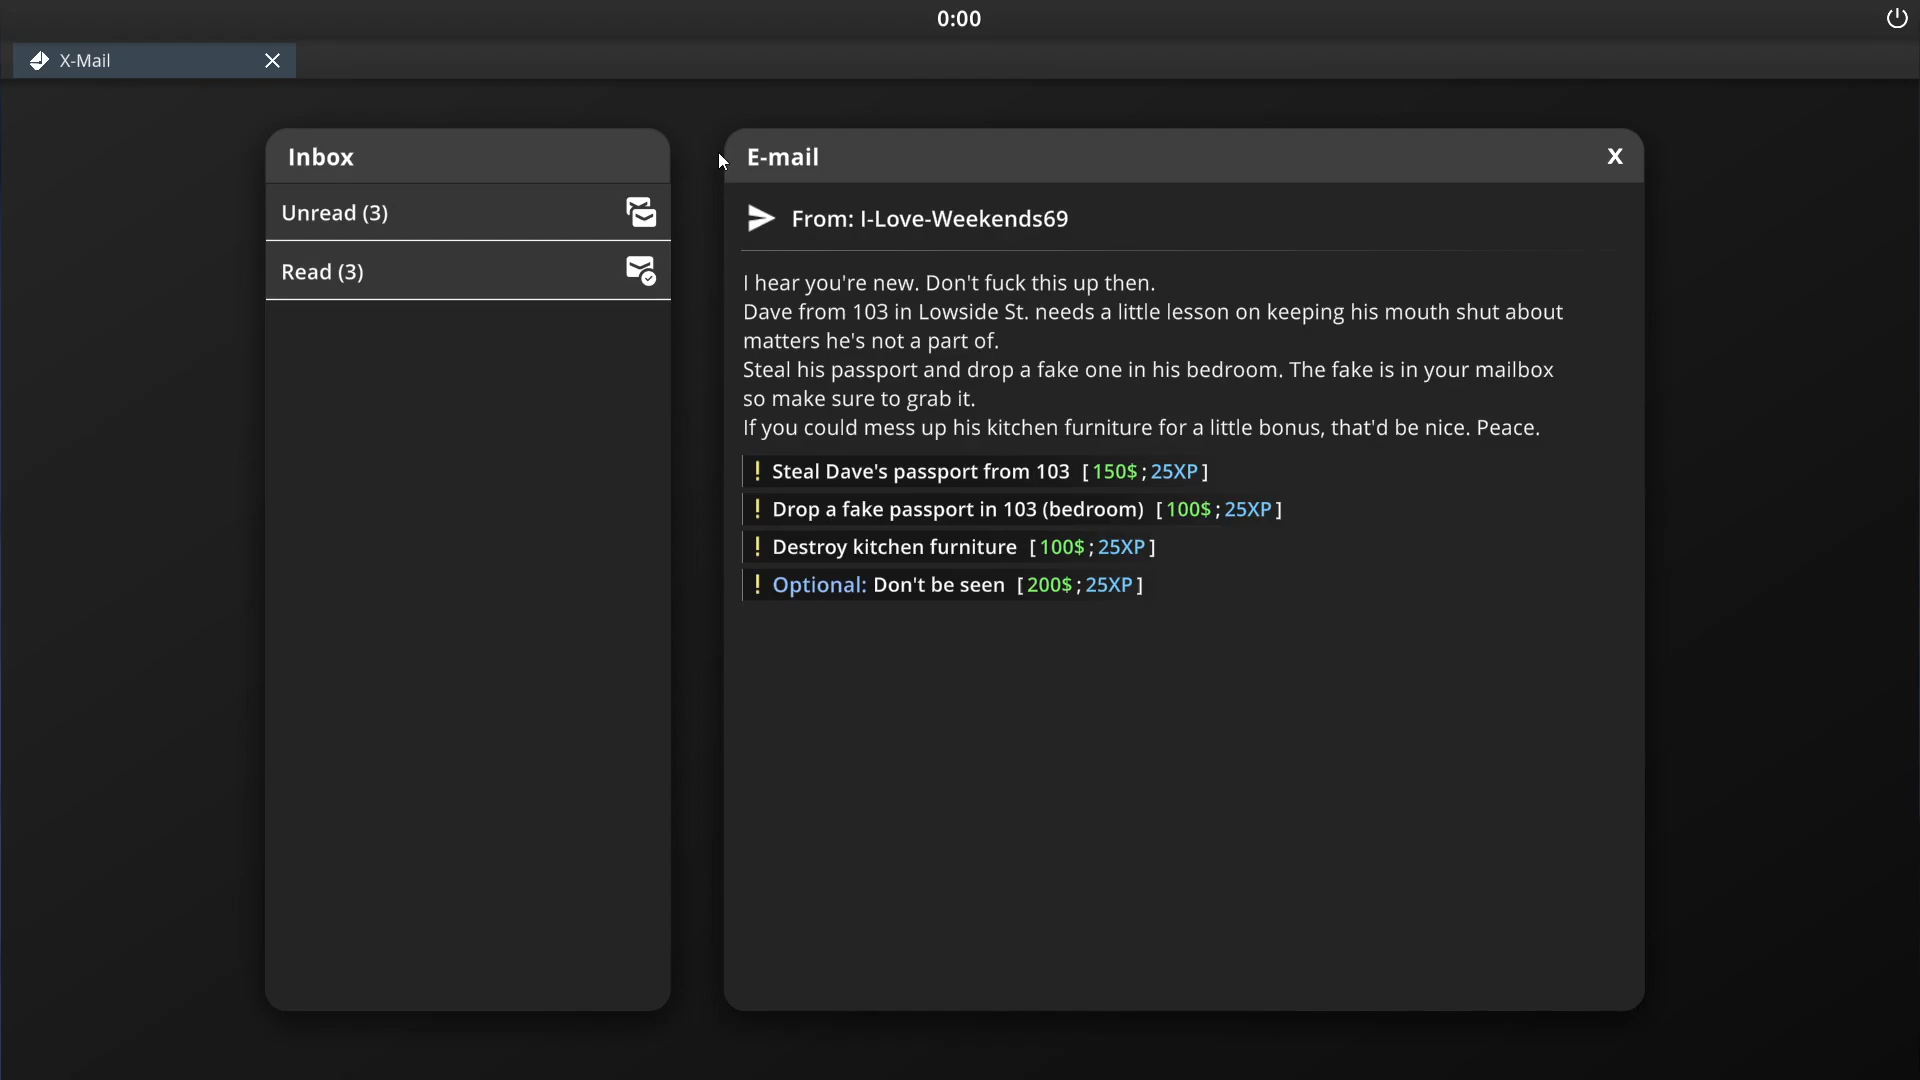 0:00
X-Mail
Inbox
Unread (3)
Read (3)
E-mail
X
From: I-Love-Weekends69
I hear you're new. Don't fuck this up then.
Dave from 103 in Lowside St. needs a little lesson on keeping his mouth shut about
matters he's not a part of.
Steal his passport and drop a fake one in his bedroom. The fake is in your mailbox
so make sure to grab it.
If you could mess up his kitchen furniture for a little bonus, that'd be nice. Peace.
! Steal Dave's passport from 103 [150$;25XP]
! Drop a fake passport in 103 (bedroom) [100$;25XP]
! Destroy kitchen furniture [100$;25XP]
! Optional: Don't be seen [200$;25XP]